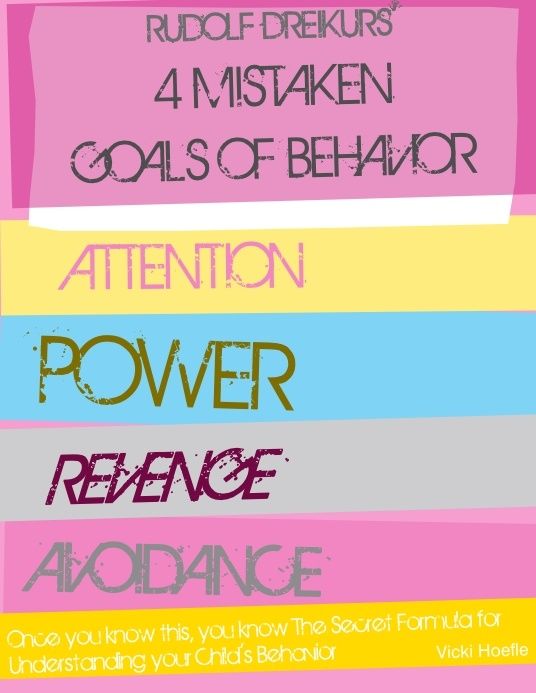 RUDOLF DREIKURS'
4 MISTAKEN
GOALS OF BEHAVIOR
ATTENTION
POWER
REVENGE
AVOIDANCE
Once you know this, you know The Secret Formula for
Understanding your Child's Behavior
Vicki Hoefle